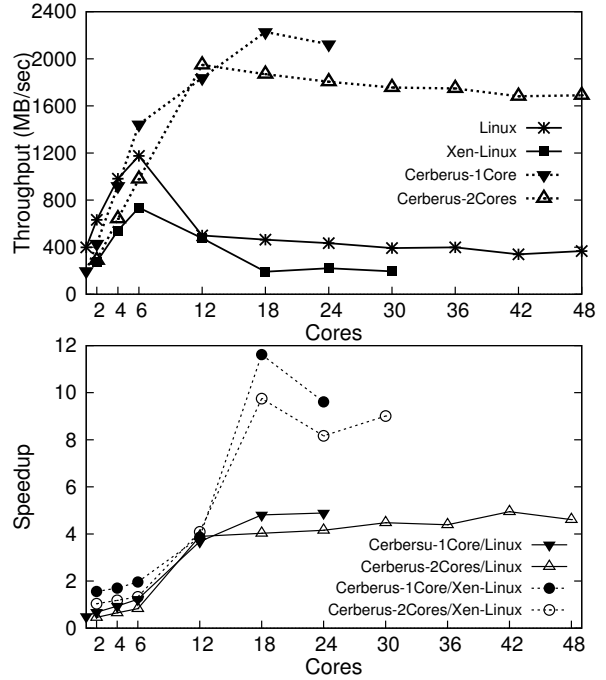 2400
2000
1600
1200
800
400
0
Throughput (MB/sec)
Linux
Xen-Linux
Cerberus-1Core
Cerberus-2Cores
2 4 6 12 18 24 30 36 42 48
Cores
12
10
8
6
4
2
0
Speedup
Cerbersu-1Core/Linux
Cerberus-2Cores/Linux
Cerberus-1Core/Xen-Linux
Cerberus-2Cores/Xen-Linux
2 4 6 12 18 24 30 36 42 48
Cores